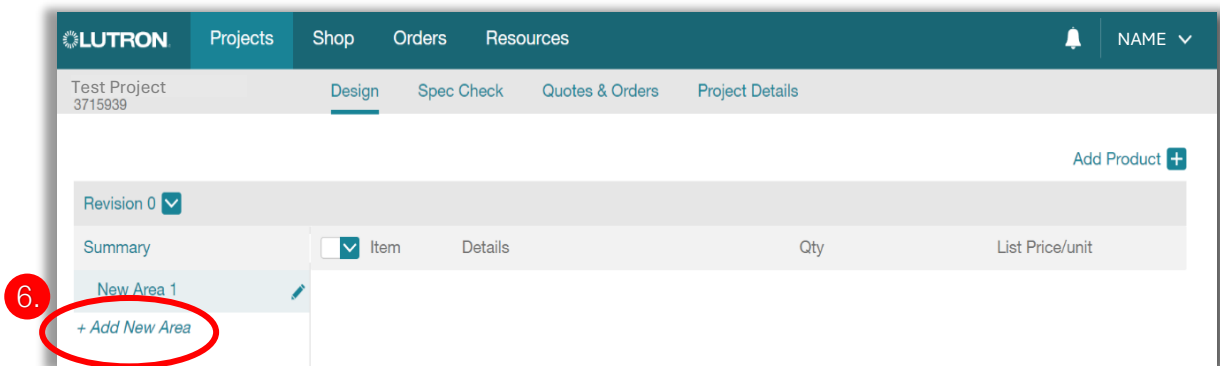 LUTRON Projects Shop Orders Resources NAME
Test Project
3715939
Design Spec Check Quotes & Orders Project Details
Add Product
Revision 0
Summary Item Details Qty List Price/unit
New Area 1
6.
+ Add New Area